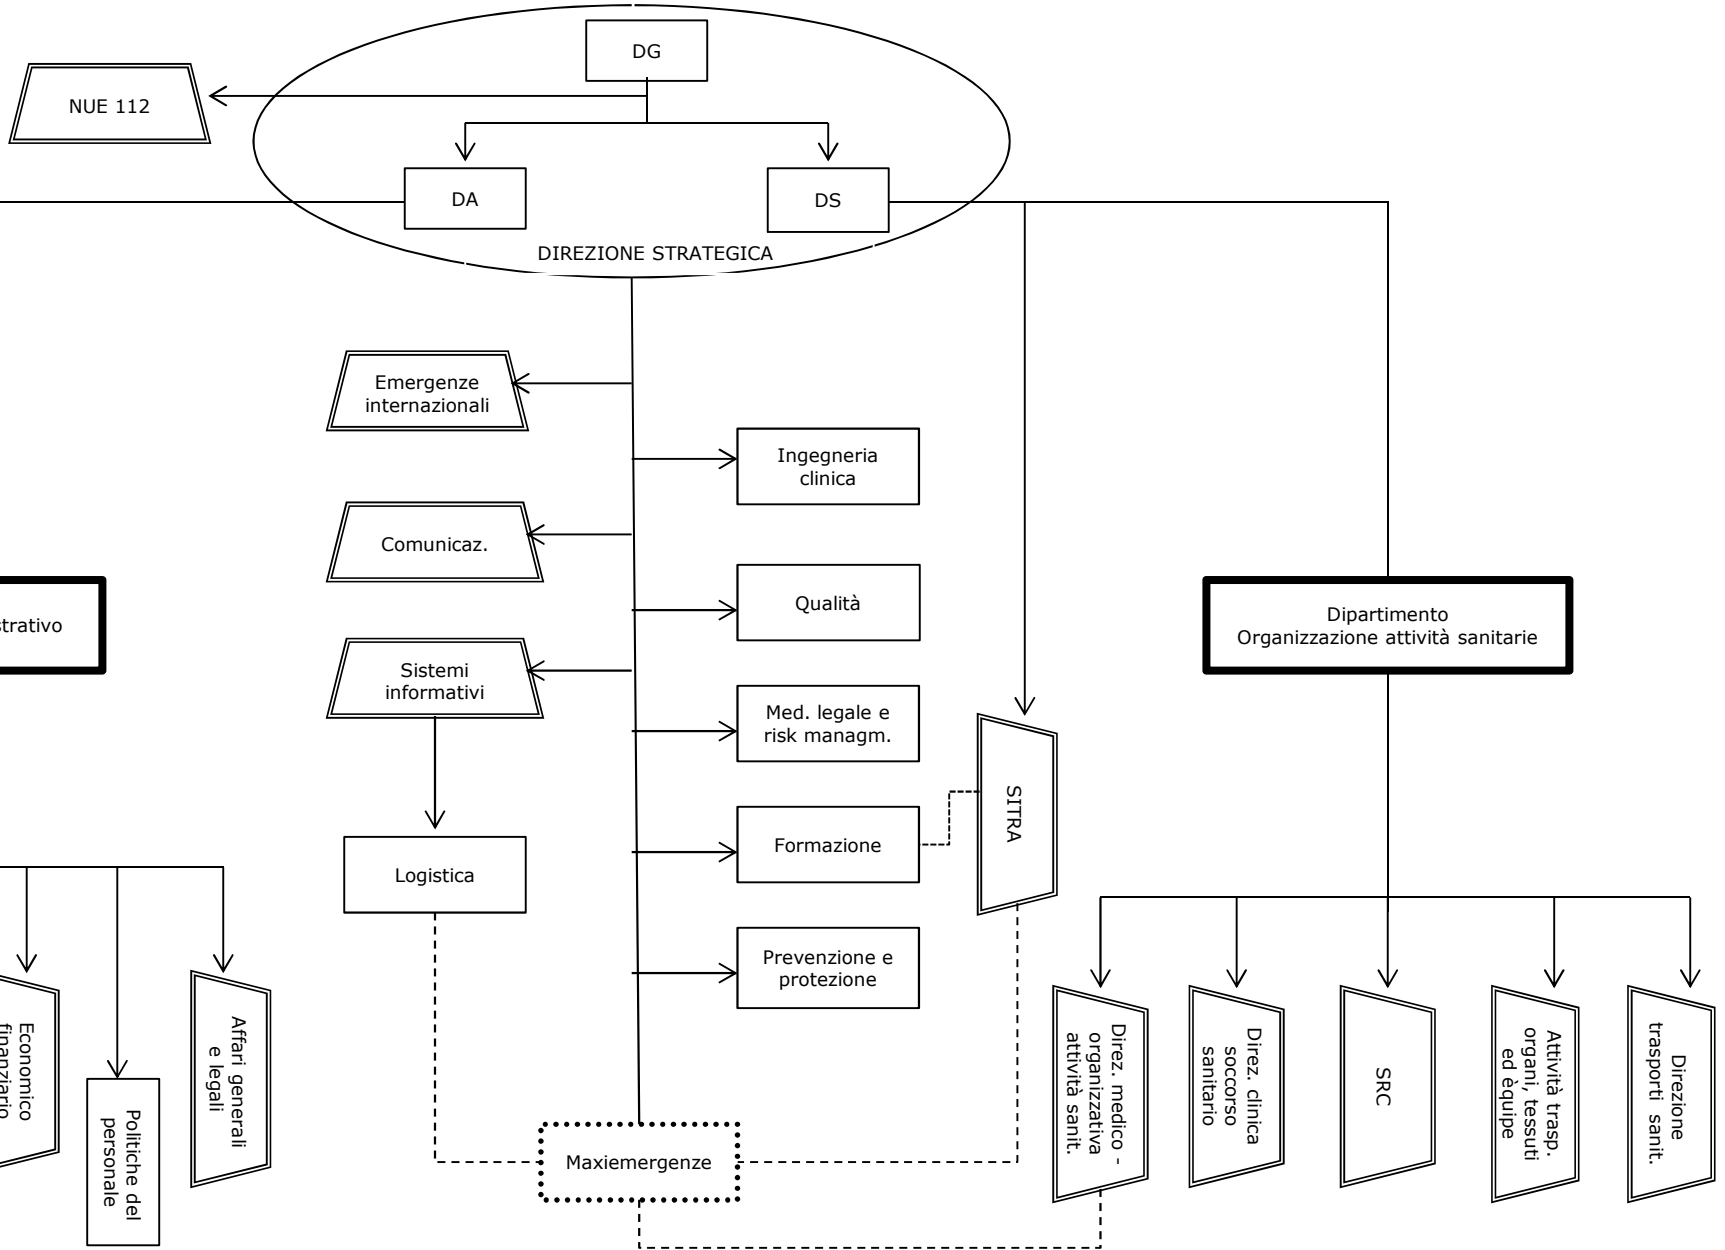 DG
NUE 112
DA
DS
DIREZIONE STRATEGICA
Emergenze
internazionali
Ingegneria
clinica
Comunicaz.
Qualità
strativo
Dipartimento
Organizzazione attività sanitarie
Sistemi
informativi
Med. legale e
risk managm.
SITRA
Formazione
Logistica
Prevenzione e
protezione
Economico
finanziario
Politiche del
personale
Affari generali
e legali
Maxiemergenze
Direz. medico -
organizzativa
attività sanit.
Direz. clinica
soccorso
sanitario
SRC
Attività trasp.
organi, tessuti
ed èquipe
Direzione
trasporti sanit.